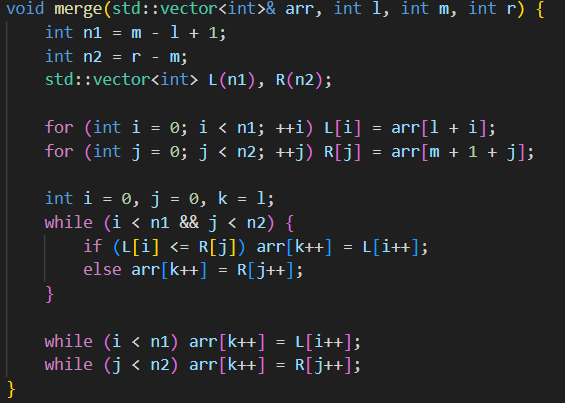 void merge(std::vector<int>& arr, int l, int m, int r) {
    int n1 = m - l + 1;
    int n2 = r - m;
    std::vector<int> L(n1), R(n2);

    for (int i = 0; i < n1; ++i) L[i] = arr[l + i];
    for (int j = 0; j < n2; ++j) R[j] = arr[m + 1 + j];

    int i = 0, j = 0, k = l;
    while (i < n1 && j < n2) {
        if (L[i] <= R[j]) arr[k++] = L[i++];
        else arr[k++] = R[j++];
    }

    while (i < n1) arr[k++] = L[i++];
    while (j < n2) arr[k++] = R[j++];
}